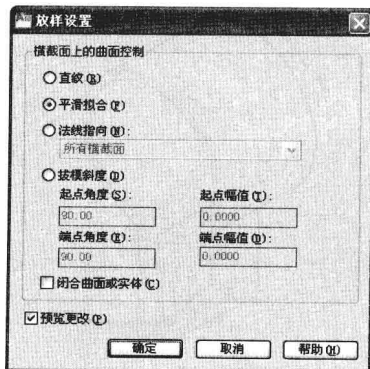 放样设置
横截面上的曲面控制
直纹(R)
平滑拟合(F)
法线指向(N):
所有横截面
拔模斜度(D)
起点角度(S): 起点幅值(T):
90.00 0.0000
端点角度(E): 端点幅值(D):
90.00 0.0000
闭合曲面或实体(C)
预览更改(P)
确定 取消 帮助(H)